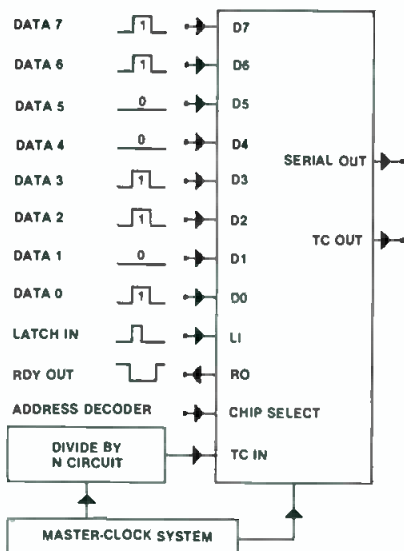 DATA 7 1 D7
DATA 6 1 D6
DATA 5 0 D5
DATA 4 0 D4
SERIAL OUT
DATA 3 1 D3
DATA 2 1 D2
TC OUT
DATA 1 0 D1
DATA 0 1 D0
LATCH IN LI
RDY OUT RO
ADDRESS DECODER CHIP SELECT
DIVIDE BY
N CIRCUIT
TC IN
MASTER-CLOCK SYSTEM